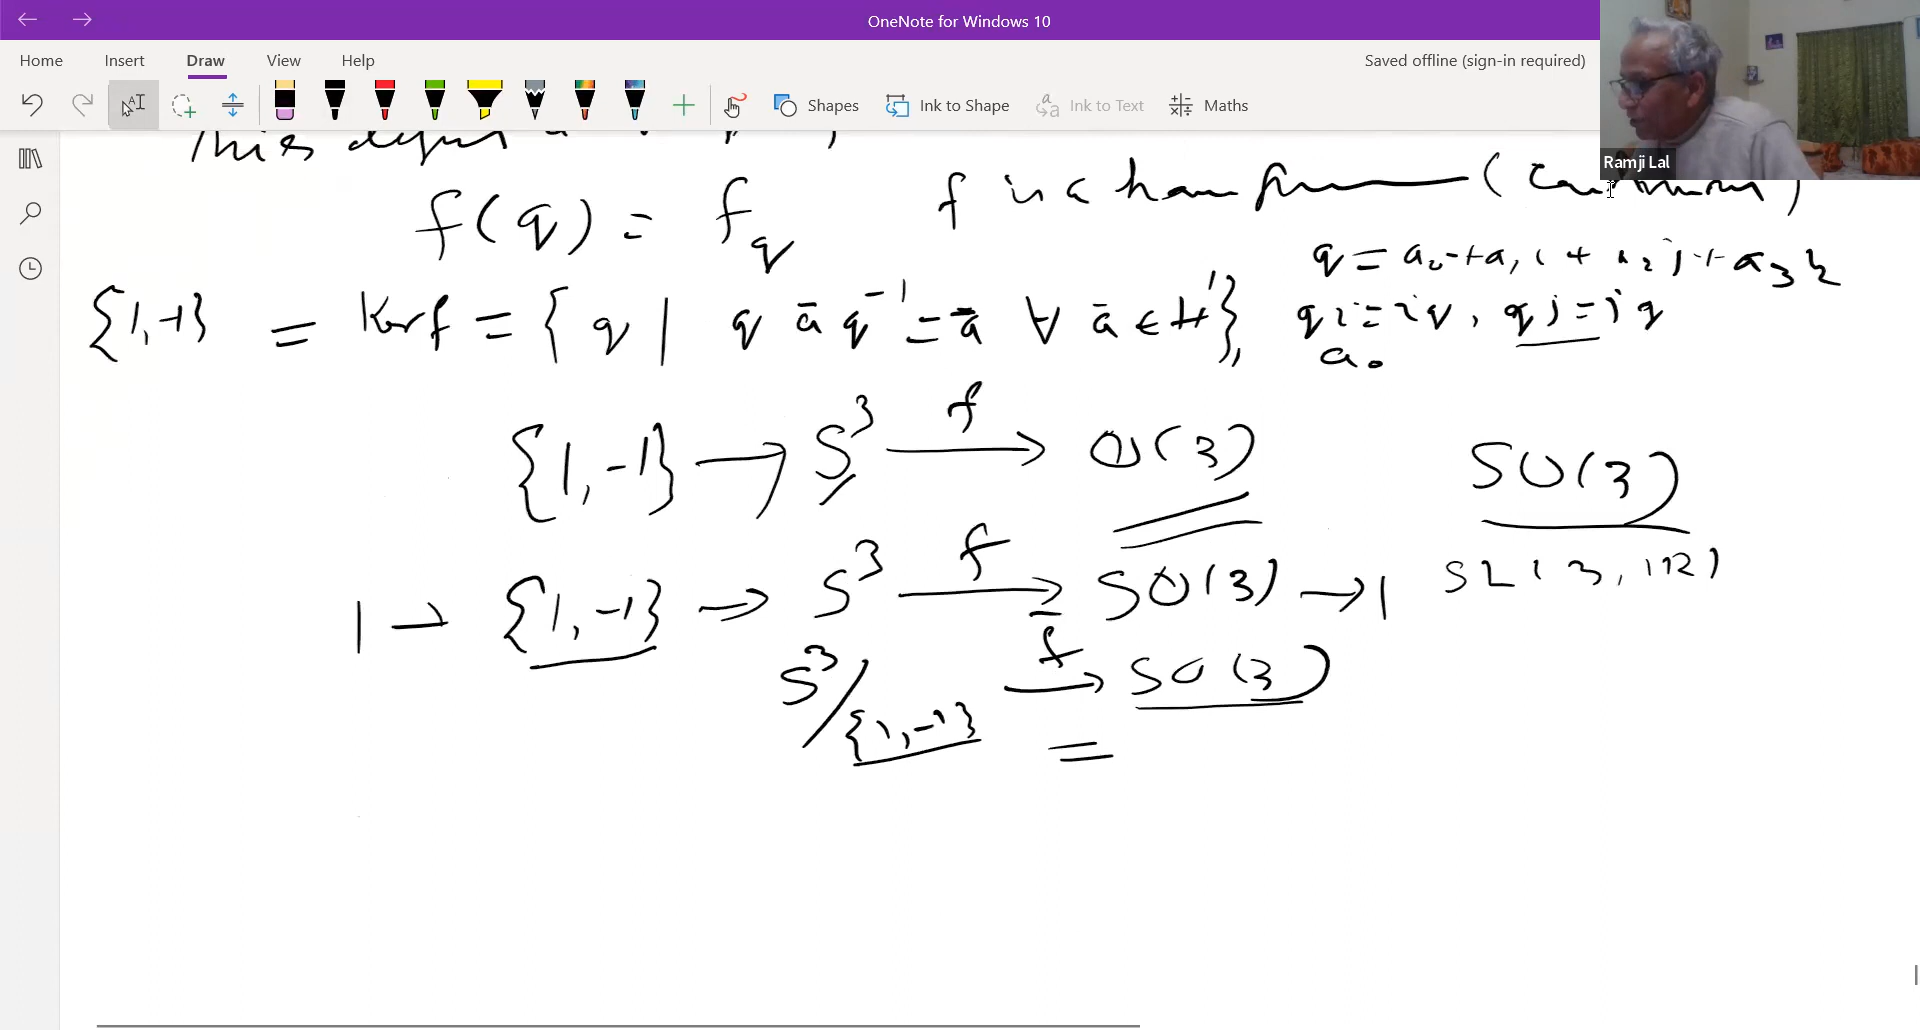 OneNote for Windows 10
Home Insert Draw View Help
Saved offline (sign-in required)
Shapes Ink to Shape Ink to Text Maths
Ramji Lal
This
f(q) = f_q f is a
q = a₀ + a₁i + a₂j + a₃k
{1,-1} = Ker f = { q | q ā q⁻¹ = ā ∀ ā ∈ H' }, qi = iq, qj = jq
a₀
{1,-1} → S³ →f O(3) SO(3)
1 → {1,-1} → S³ →f SO(3) → 1 SL(3, IR)
S³/{1,-1} →f̄ SO(3)
=